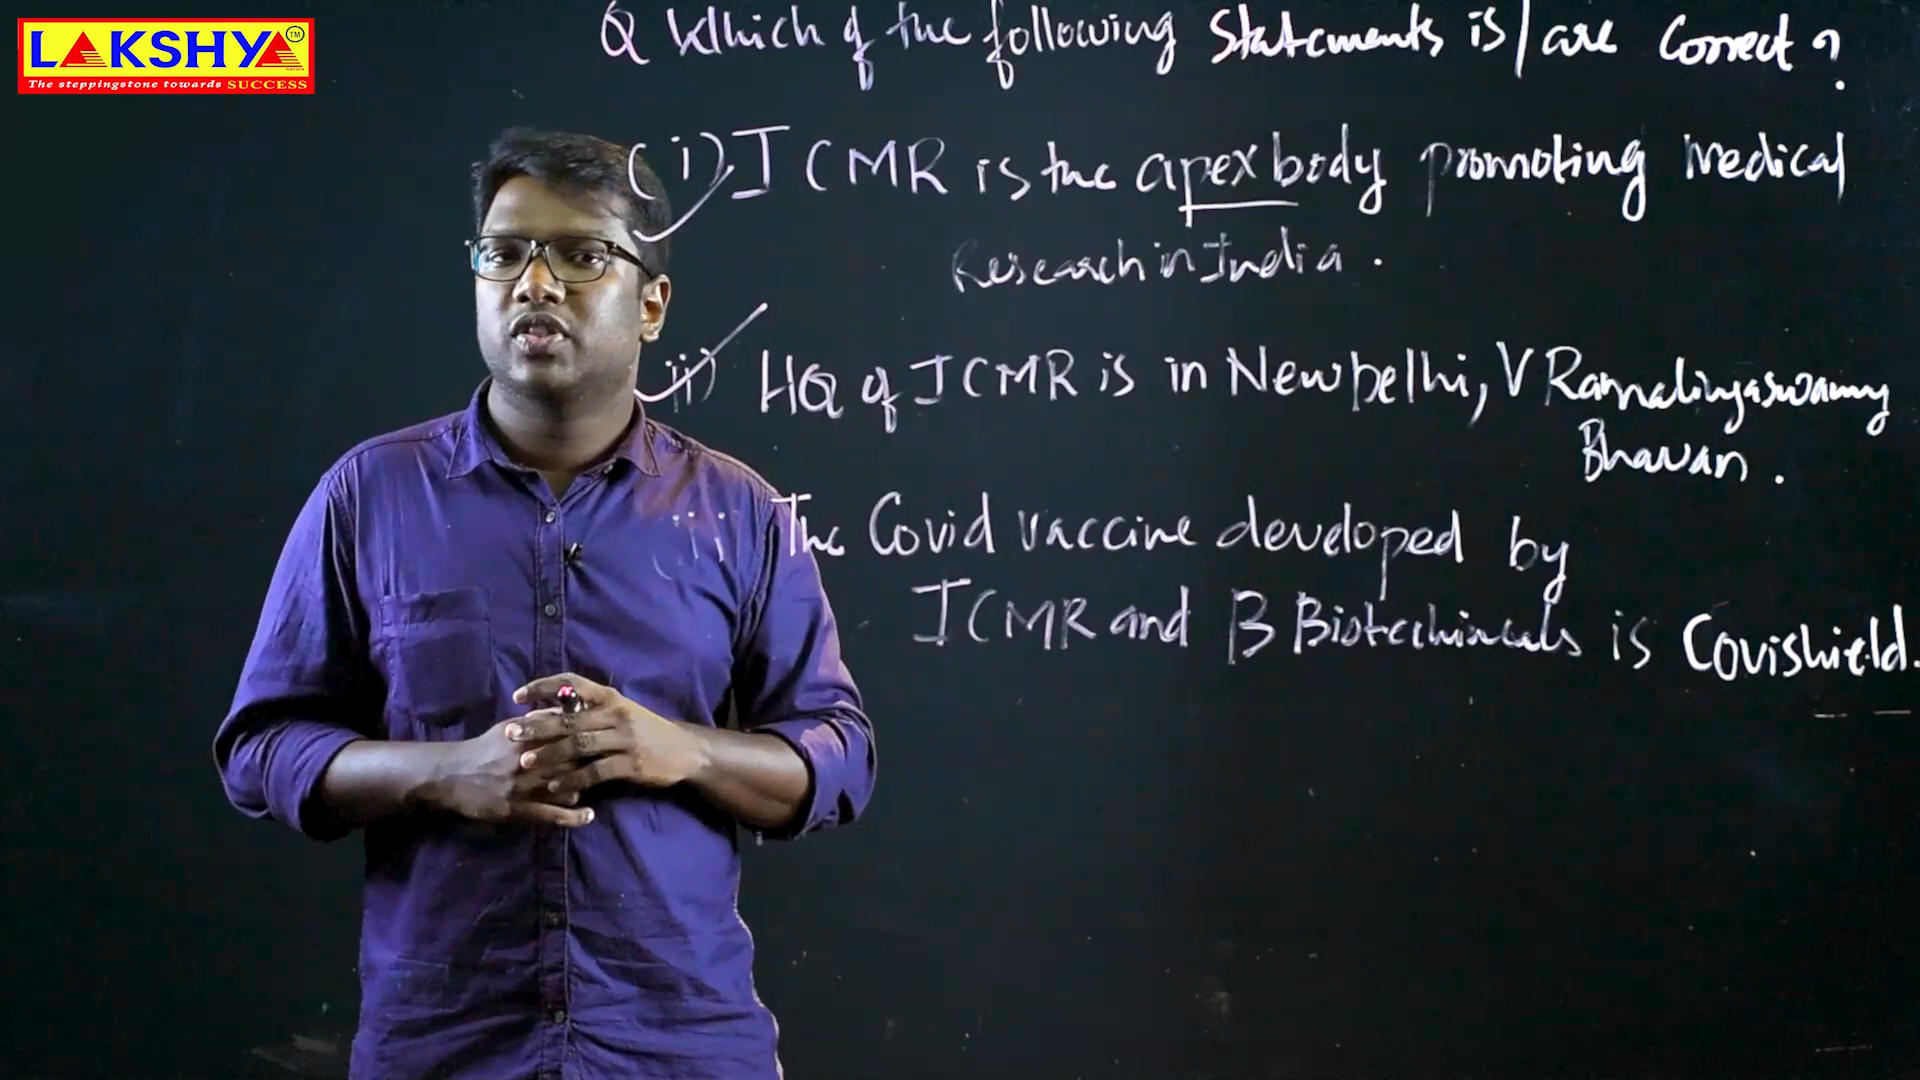 LAKSHYA TM
The steppingstone towards SUCCESS
Q Which of the following Statements is/are Correct?
(i) ICMR is the apex body promoting medical
Research in India.
ii) HQ of ICMR is in New Delhi, V Ramalingaswamy
Bhavan.
iii The Covid vaccine developed by
ICMR and B is Covishield.